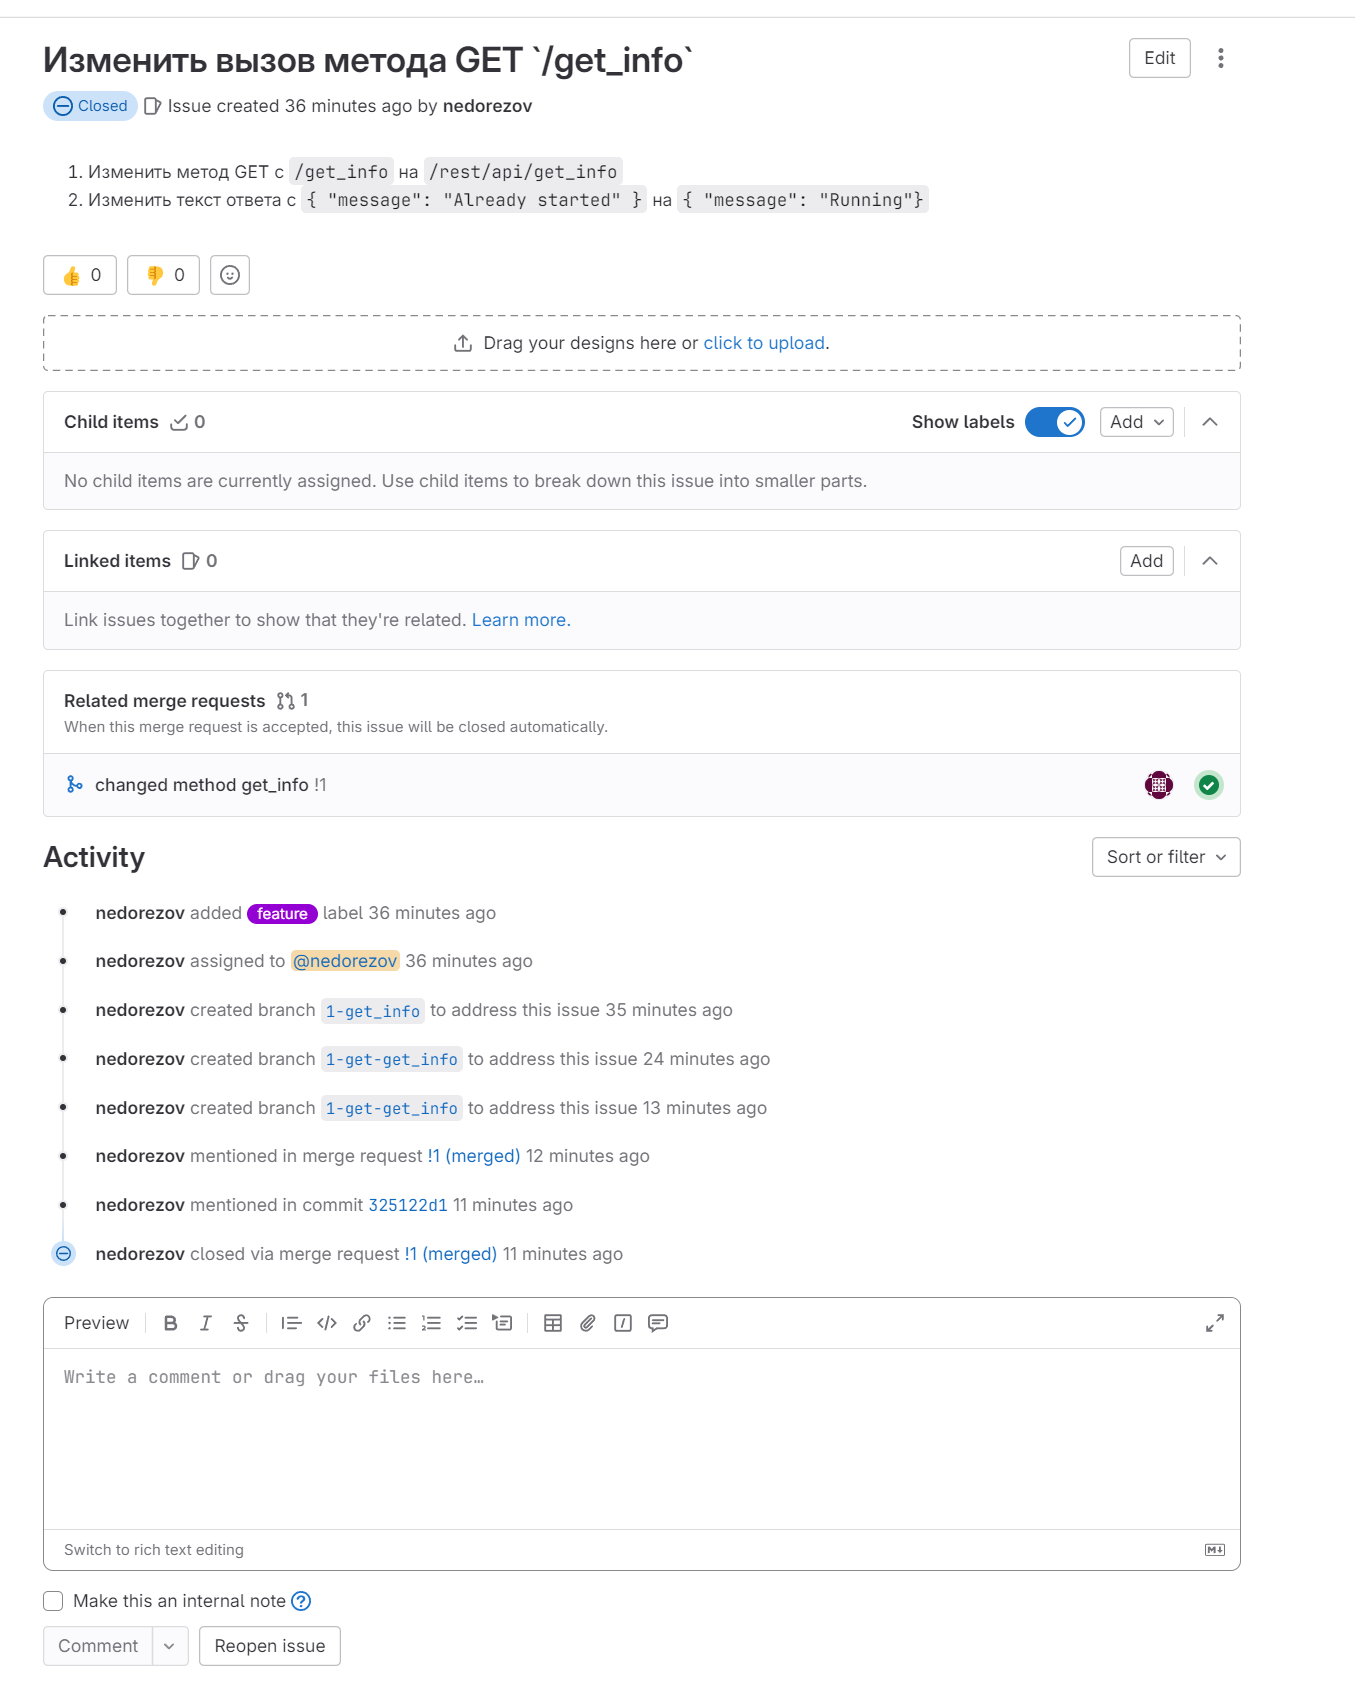 Изменить вызов метода GET `/get_info`
Edit
Closed Issue created 36 minutes ago by nedorezov
1. Изменить метод GET с /get_info на /rest/api/get_info
2. Изменить текст ответа с { "message": "Already started" } на { "message": "Running"}
0 0
Drag your designs here or click to upload.
Child items 0 Show labels Add
No child items are currently assigned. Use child items to break down this issue into smaller parts.
Linked items 0 Add
Link issues together to show that they're related. Learn more.
Related merge requests 1
When this merge request is accepted, this issue will be closed automatically.
changed method get_info !1
Activity
Sort or filter
nedorezov added feature label 36 minutes ago
nedorezov assigned to @nedorezov 36 minutes ago
nedorezov created branch 1-get_info to address this issue 35 minutes ago
nedorezov created branch 1-get-get_info to address this issue 24 minutes ago
nedorezov created branch 1-get-get_info to address this issue 13 minutes ago
nedorezov mentioned in merge request !1 (merged) 12 minutes ago
nedorezov mentioned in commit 325122d1 11 minutes ago
nedorezov closed via merge request !1 (merged) 11 minutes ago
Preview
Write a comment or drag your files here…
Switch to rich text editing
Make this an internal note
Comment Reopen issue